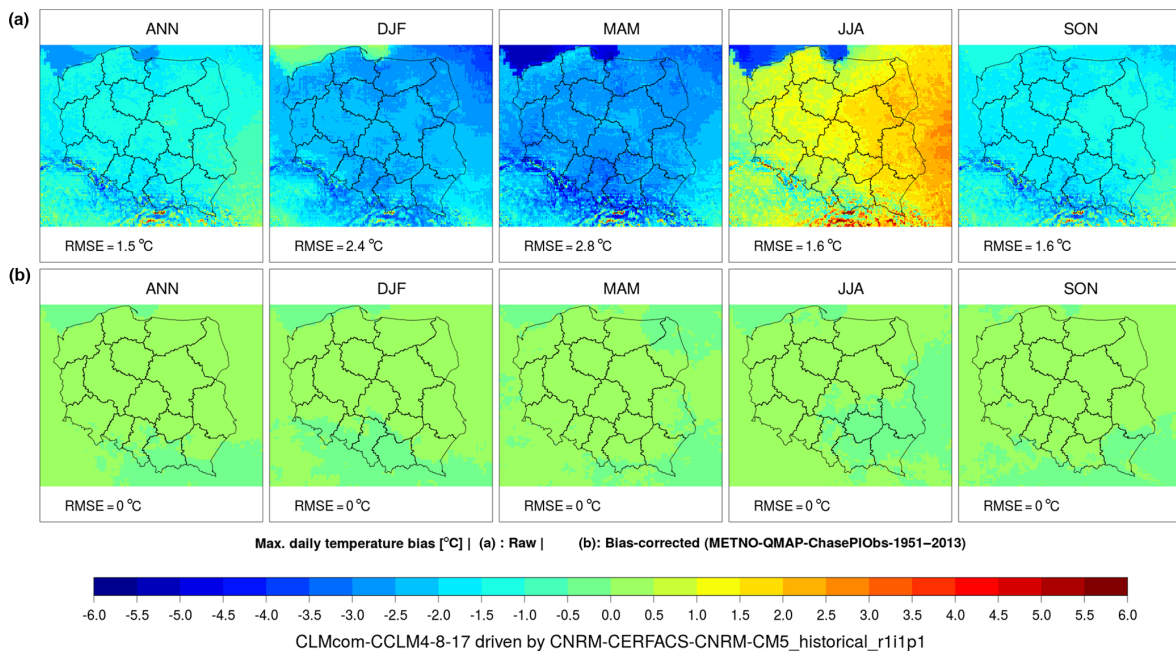 (a)
ANN DJF MAM JJA SON
RMSE = 1.5 °C RMSE = 2.4 °C RMSE = 2.8 °C RMSE = 1.6 °C RMSE = 1.6 °C
(b)
ANN DJF MAM JJA SON
RMSE = 0 °C RMSE = 0 °C RMSE = 0 °C RMSE = 0 °C RMSE = 0 °C
Max. daily temperature bias [°C] | (a) : Raw | (b): Bias-corrected (METNO-QMAP-ChasePlObs-1951–2013)
-6.0 -5.5 -5.0 -4.5 -4.0 -3.5 -3.0 -2.5 -2.0 -1.5 -1.0 -0.5 0.0 0.5 1.0 1.5 2.0 2.5 3.0 3.5 4.0 4.5 5.0 5.5 6.0
CLMcom-CCLM4-8-17 driven by CNRM-CERFACS-CNRM-CM5_historical_r1i1p1